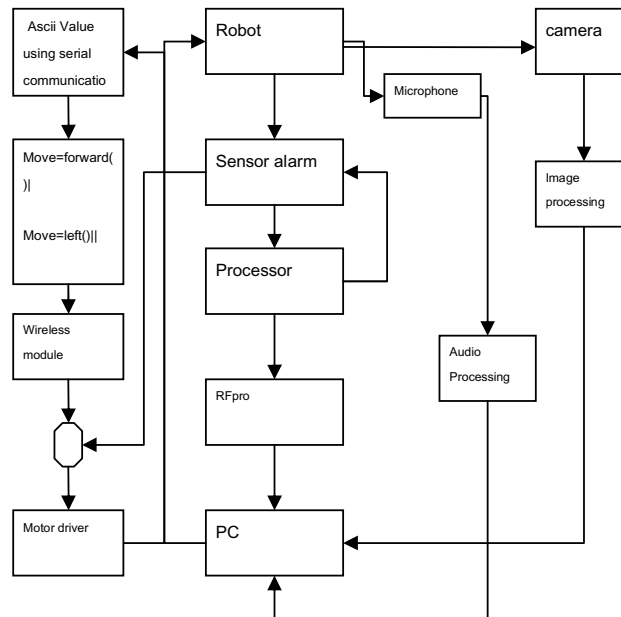 Ascii Value
using serial
communicatio
Robot
camera
Microphone
Move=forward(
)|
Move=left()||
Sensor alarm
Image
processing
Processor
Wireless
module
Audio
Processing
RFpro
Motor driver
PC